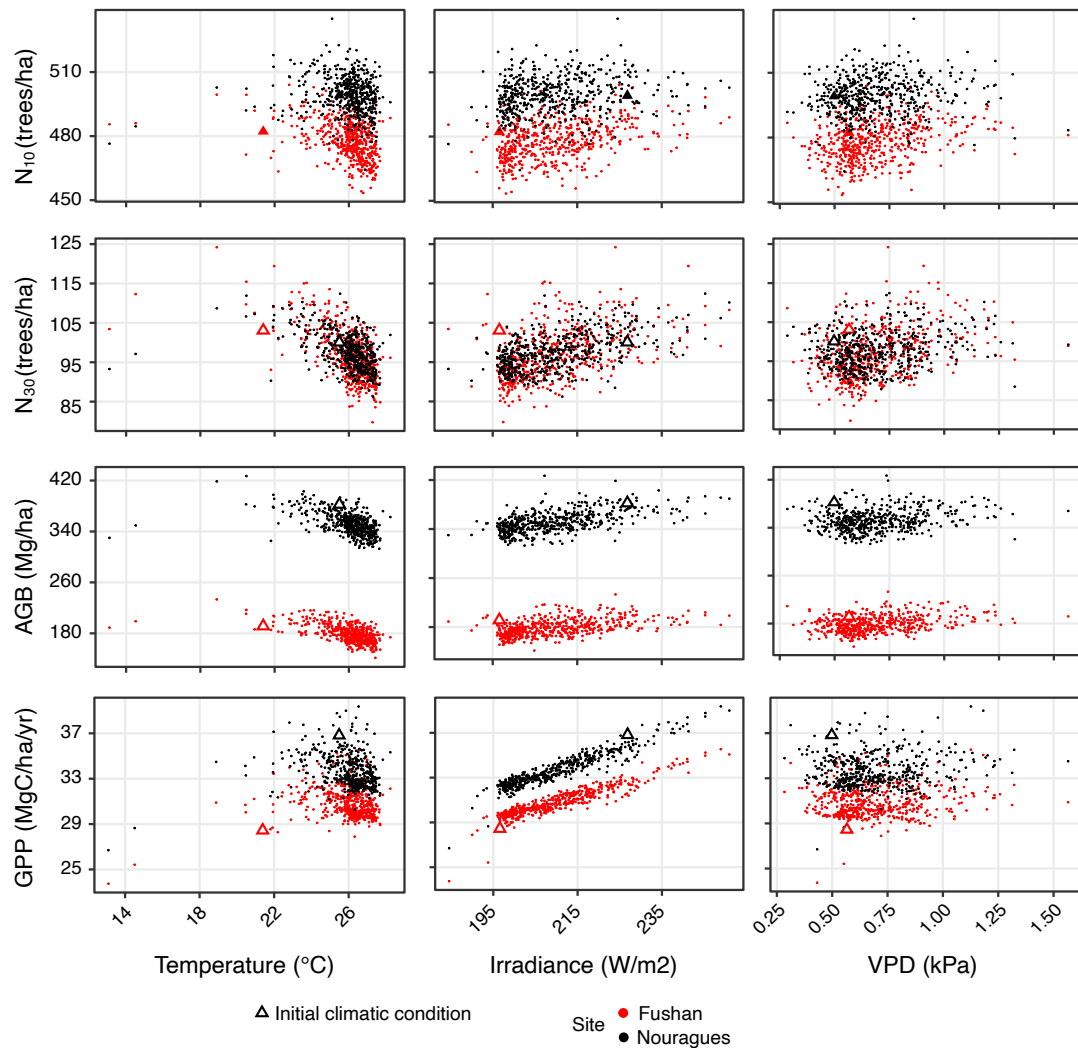 N10(trees/ha)
510
480
450
N30(trees/ha)
125
115
105
95
85
AGB (Mg/ha)
420
340
260
180
GPP (MgC/ha/yr)
37
33
29
25
14
18
22
26
195
215
235
0.25
0.50
0.75
1.00
1.25
1.50
Temperature (°C)
Irradiance (W/m2)
VPD (kPa)
Initial climatic condition
Site
Fushan
Nouragues